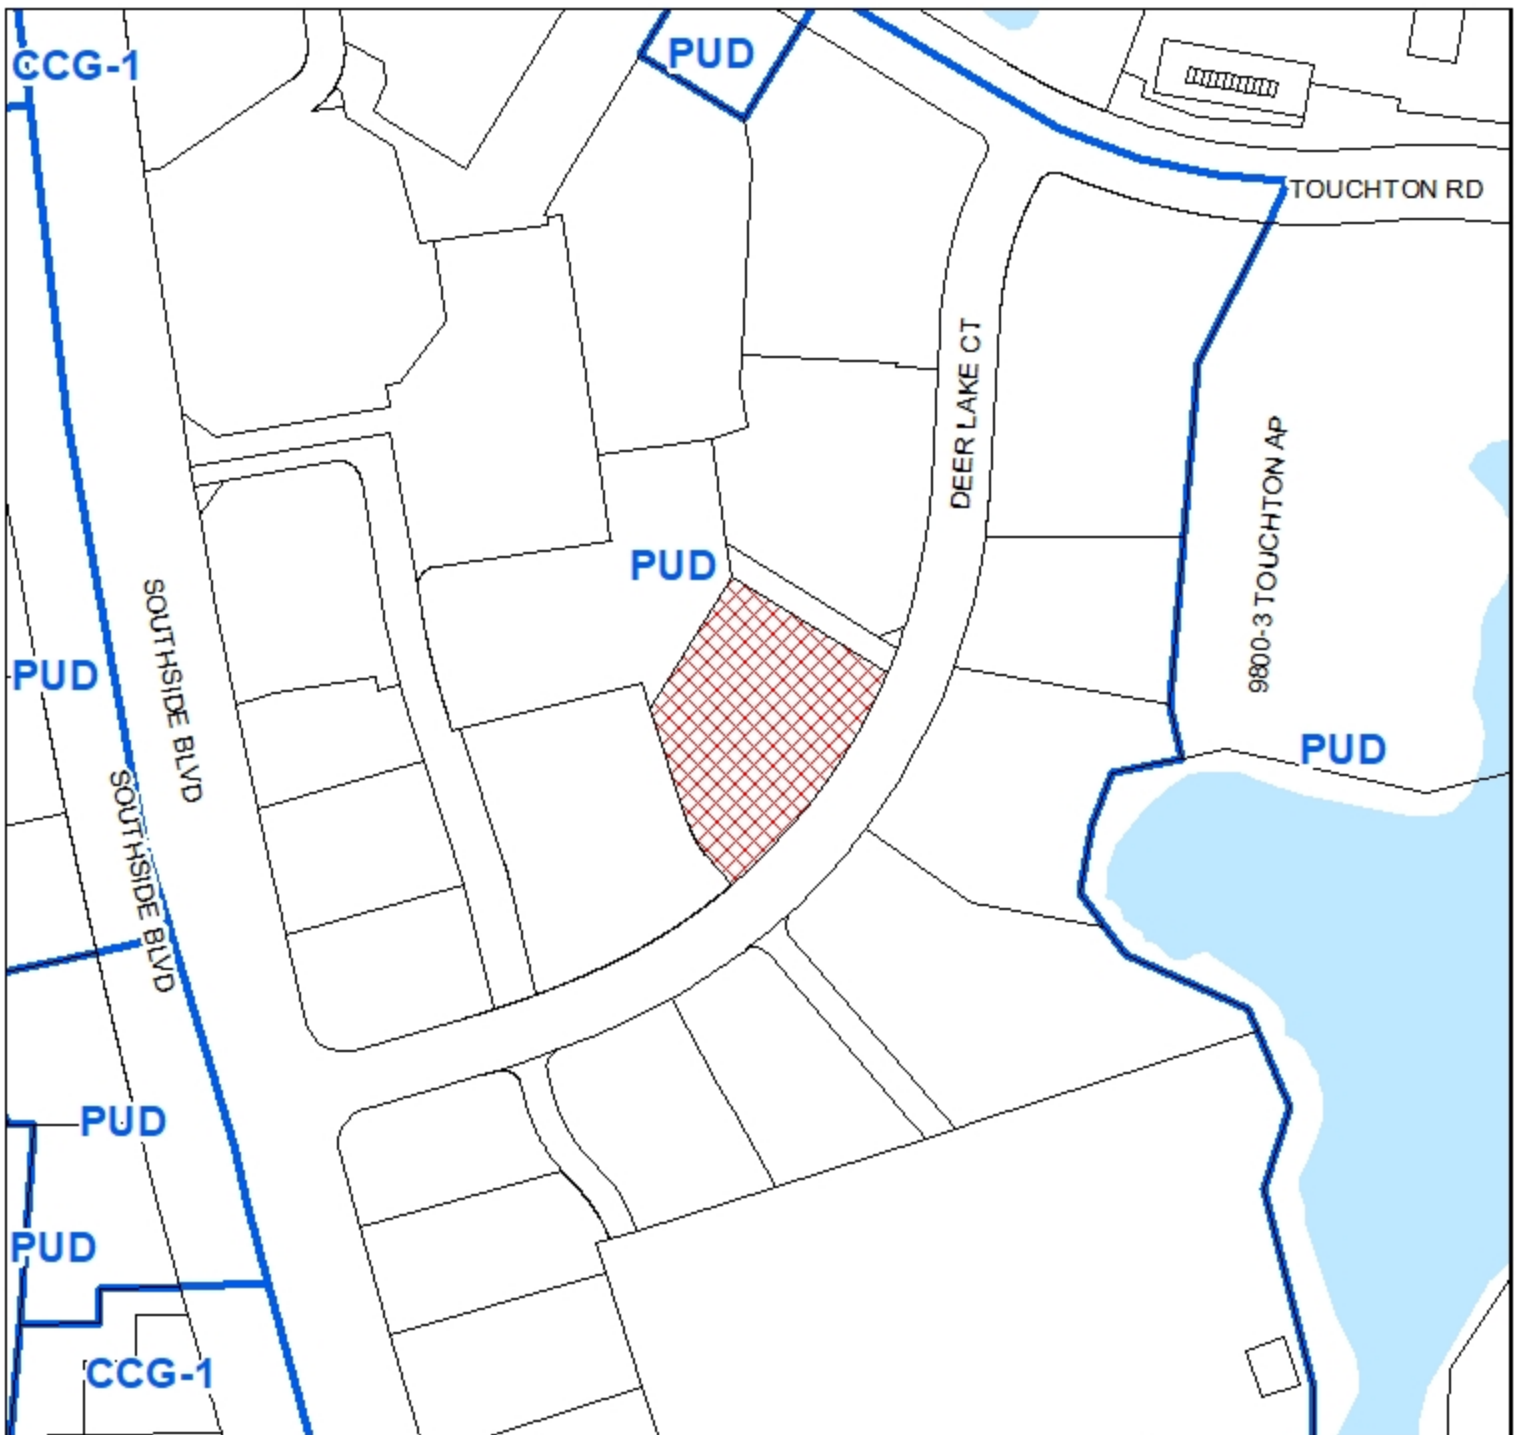 CCG-1
PUD
TOUCHTON RD
DEER LAKE CT
9800-3 TOUCHTON AP
PUD
SOUTHSIDE BLVD
PUD
PUD
SOUTHSIDE BLVD
PUD
PUD
CCG-1